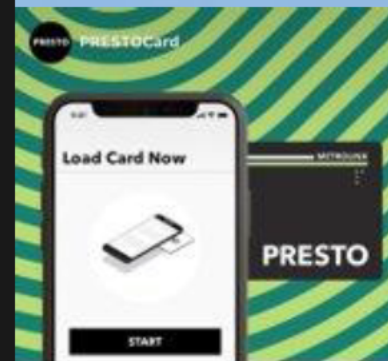 PRESTO PRESTOCard
Load Card Now
METROLINX
PRESTO
START